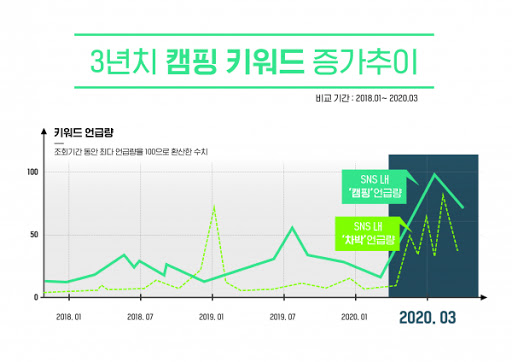 3년치 캠핑 키워드 증가추이
비교 기간 : 2018.01~ 2020.03
키워드 언급량
조회기간 동안 최다 언급량을 100으로 환산한 수치
100
SNS 내
'캠핑'언급량
50
SNS 내
'차박'언급량
0
2018. 01
2018. 07
2019. 01
2019. 07
2020. 01
2020. 03